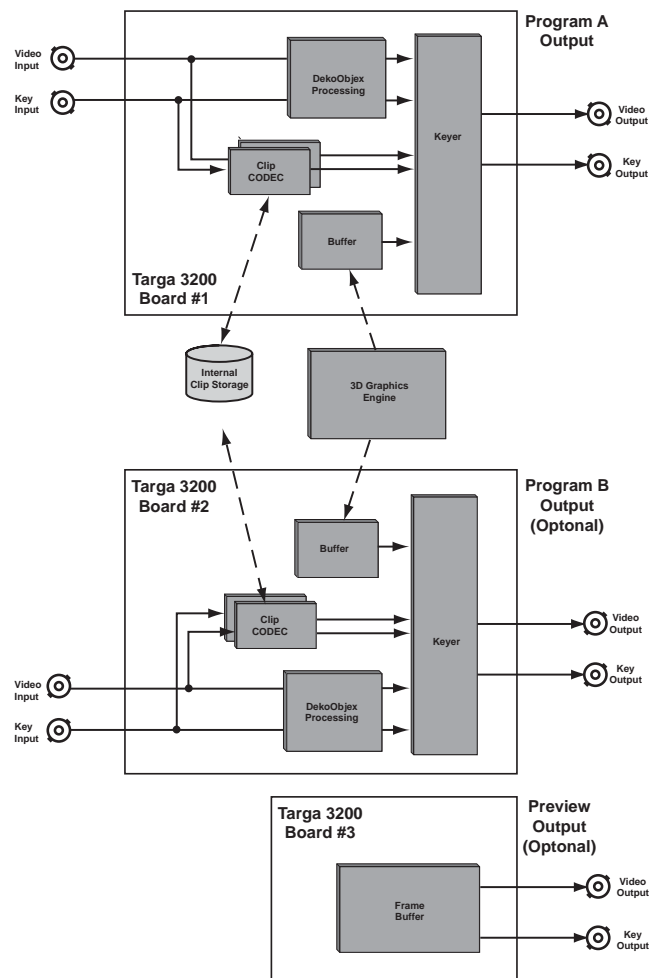 Program A
Output
Video
Input
Key
Input
DekoObjex
Processing
Keyer
Video
Output
Key
Output
Clip
CODEC
Buffer
Targa 3200
Board #1
Internal
Clip Storage
3D Graphics
Engine
Targa 3200
Board #2
Program B
Output
(Optonal)
Buffer
Clip
CODEC
Keyer
Video
Output
Key
Output
Video
Input
Key
Input
DekoObjex
Processing
Targa 3200
Board #3
Preview
Output
(Optional)
Frame
Buffer
Video
Output
Key
Output